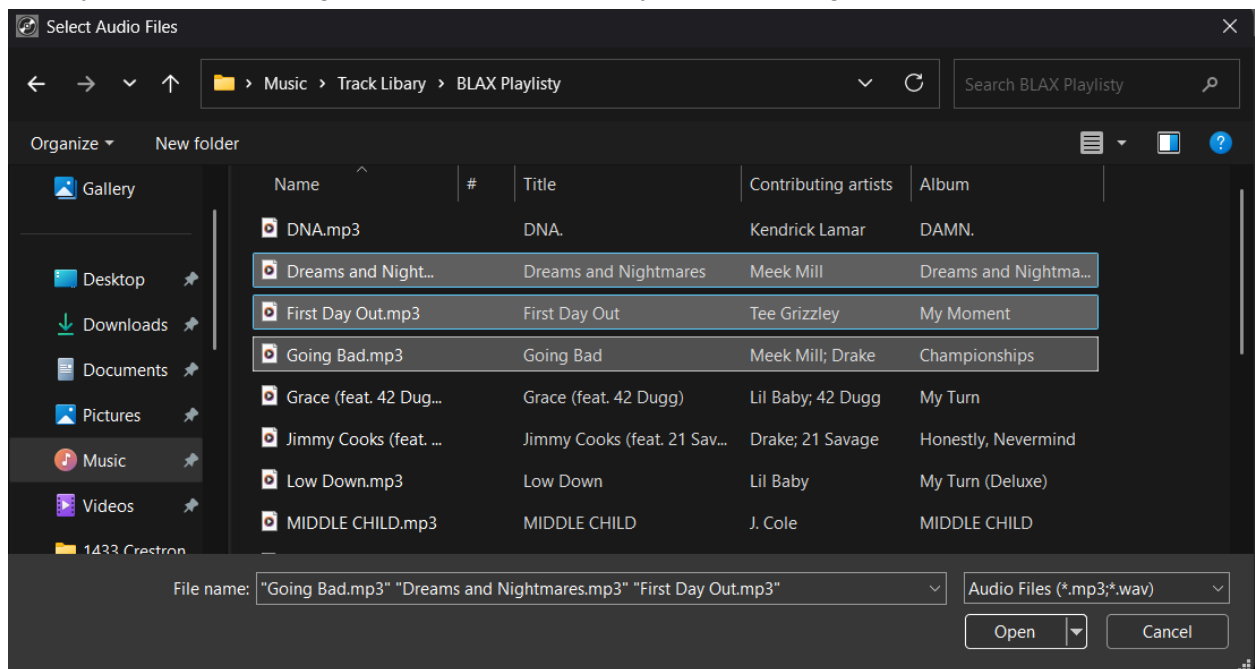 Select Audio Files
Music > Track Libary > BLAX Playlisty
Search BLAX Playlisty
Organize
New folder
Gallery
Desktop
Downloads
Documents
Pictures
Music
Videos
1433 Crestron
Name # Title Contributing artists Album
DNA.mp3 DNA. Kendrick Lamar DAMN.
Dreams and Night... Dreams and Nightmares Meek Mill Dreams and Nightma...
First Day Out.mp3 First Day Out Tee Grizzley My Moment
Going Bad.mp3 Going Bad Meek Mill; Drake Championships
Grace (feat. 42 Dug... Grace (feat. 42 Dugg) Lil Baby; 42 Dugg My Turn
Jimmy Cooks (feat. ... Jimmy Cooks (feat. 21 Sav... Drake; 21 Savage Honestly, Nevermind
Low Down.mp3 Low Down Lil Baby My Turn (Deluxe)
MIDDLE CHILD.mp3 MIDDLE CHILD J. Cole MIDDLE CHILD
File name: "Going Bad.mp3" "Dreams and Nightmares.mp3" "First Day Out.mp3"
Audio Files (*.mp3;*.wav)
Open
Cancel